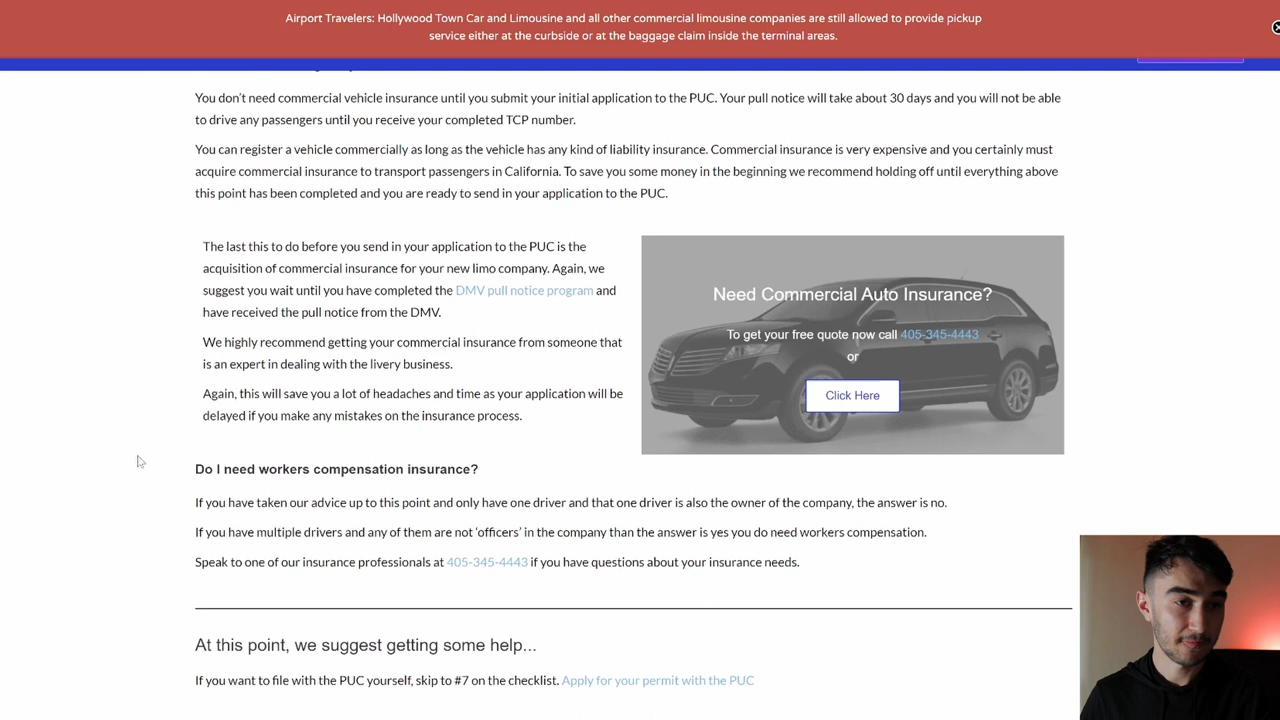 Airport Travelers: Hollywood Town Car and Limousine and all other commercial limousine companies are still allowed to provide pickup
service either at the curbside or at the baggage claim inside the terminal areas.
You don't need commercial vehicle insurance until you submit your initial application to the PUC. Your pull notice will take about 30 days and you will not be able
to drive any passengers until you receive your completed TCP number.
You can register a vehicle commercially as long as the vehicle has any kind of liability insurance. Commercial insurance is very expensive and you certainly must
acquire commercial insurance to transport passengers in California. To save you some money in the beginning we recommend holding off until everything above
this point has been completed and you are ready to send in your application to the PUC.
The last this to do before you send in your application to the PUC is the
acquisition of commercial insurance for your new limo company. Again, we
suggest you wait until you have completed the DMV pull notice program and
have received the pull notice from the DMV.
We highly recommend getting your commercial insurance from someone that
is an expert in dealing with the livery business.
Again, this will save you a lot of headaches and time as your application will be
delayed if you make any mistakes on the insurance process.
Need Commercial Auto Insurance?
To get your free quote now call 405-345-4443
or
Click Here
Do I need workers compensation insurance?
If you have taken our advice up to this point and only have one driver and that one driver is also the owner of the company, the answer is no.
If you have multiple drivers and any of them are not 'officers' in the company than the answer is yes you do need workers compensation.
Speak to one of our insurance professionals at 405-345-4443 if you have questions about your insurance needs.
At this point, we suggest getting some help...
If you want to file with the PUC yourself, skip to #7 on the checklist. Apply for your permit with the PUC